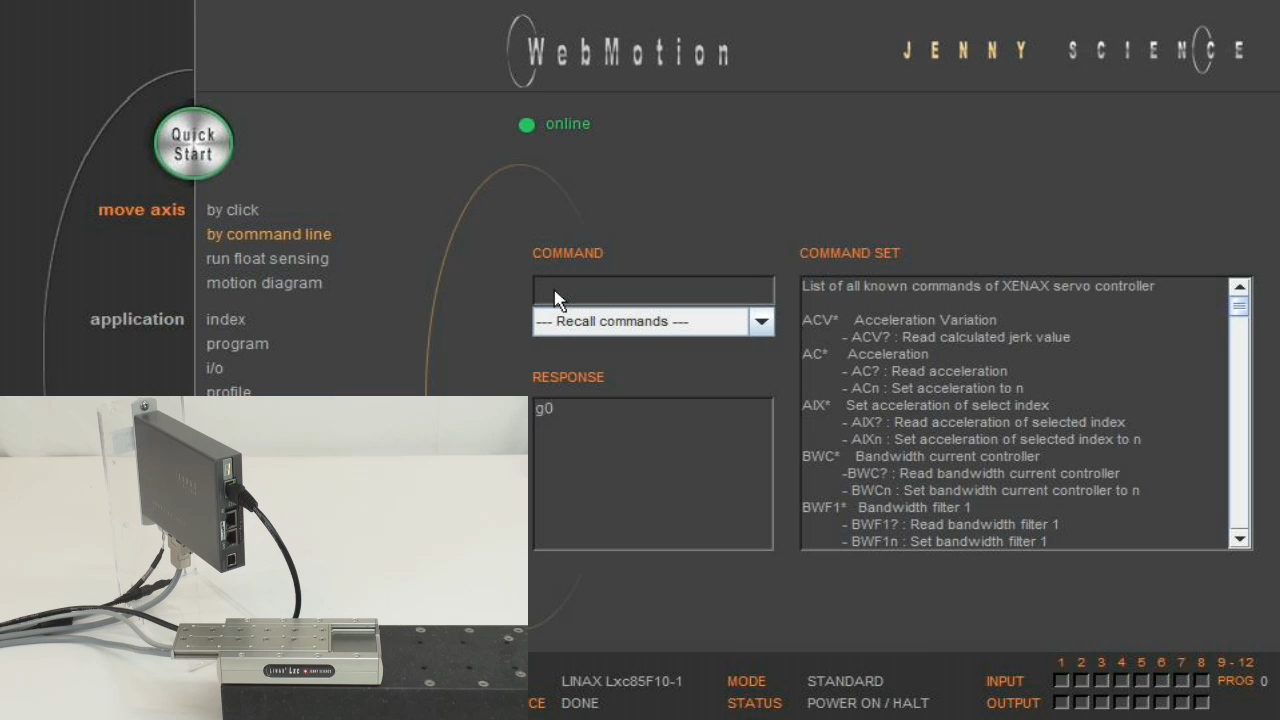 WebMotion
JENNY SCIENCE
Quick
Start
online
move axis
by click
by command line
run float sensing
motion diagram
application
index
program
i/o
profile
COMMAND
--- Recall commands ---
RESPONSE
g0
COMMAND SET
List of all known commands of XENAX servo controller
ACV* Acceleration Variation
- ACV? : Read calculated jerk value
AC* Acceleration
- AC? : Read acceleration
- ACn : Set acceleration to n
AIX* Set acceleration of select index
- AIX? : Read acceleration of selected index
- AIXn : Set acceleration of selected index to n
BWC* Bandwidth current controller
-BWC? : Read bandwidth current controller
- BWCn : Set bandwidth current controller to n
BWF1* Bandwidth filter 1
- BWF1? : Read bandwidth filter 1
- BWF1n : Set bandwidth filter 1
LINAX Lxc
LINAX Lxc85F10-1
CE DONE
MODE STANDARD
STATUS POWER ON / HALT
1 2 3 4 5 6 7 8 9 - 12
INPUT
PROG 0
OUTPUT